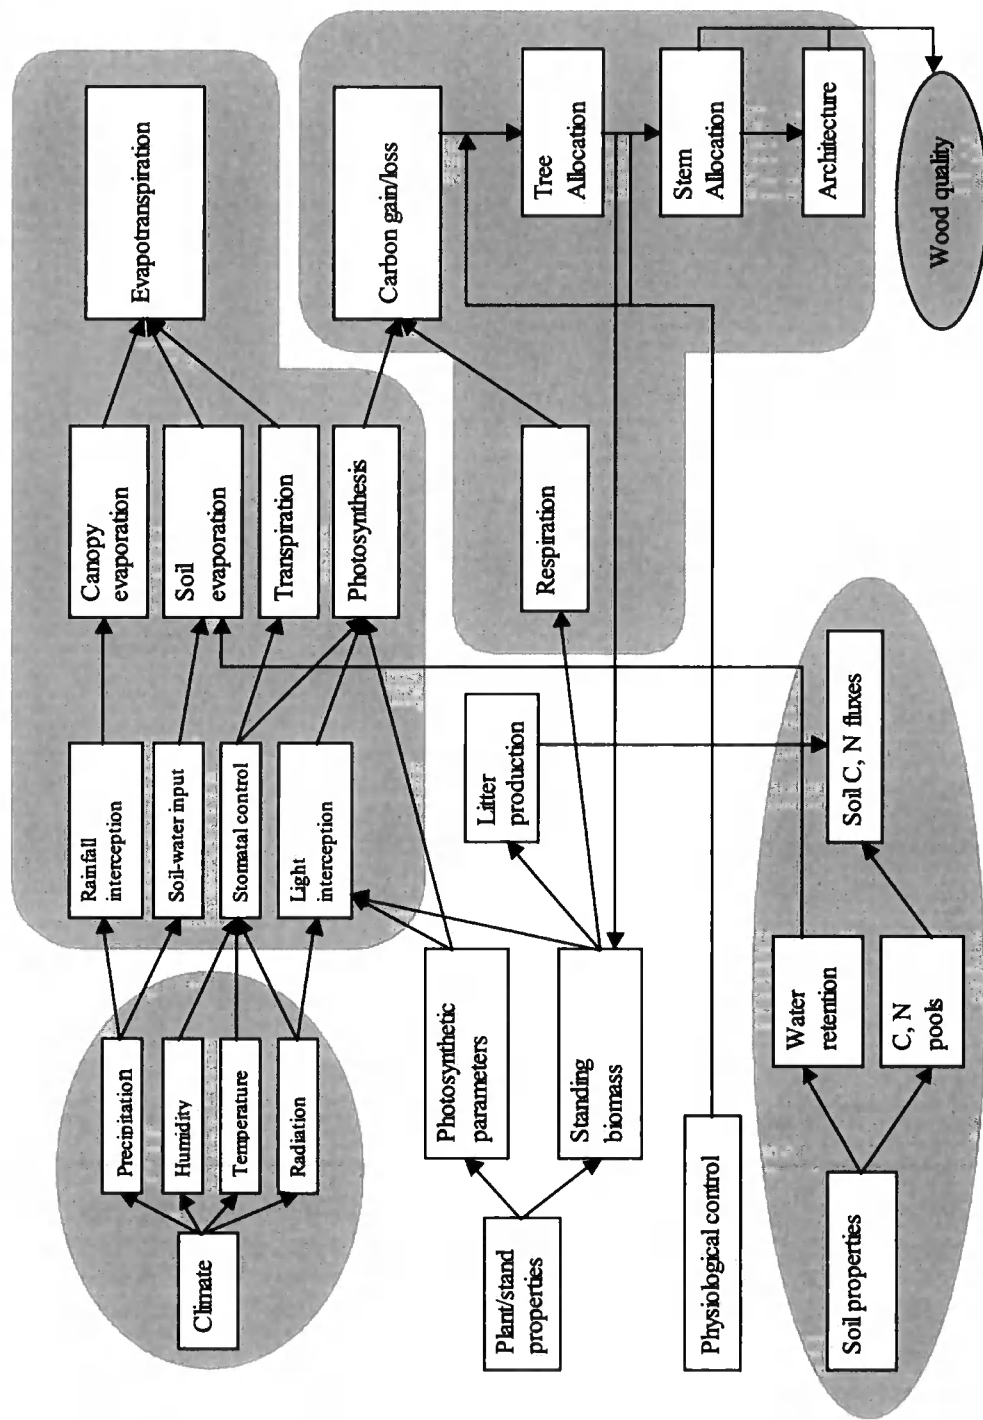 Climate
Precipitation
Humidity
Temperature
Radiation
Rainfall
interception
Soil-water input
Stomatal control
Light
interception
Canopy
evaporation
Soil
evaporation
Transpiration
Photosynthesis
Evapotranspiration
Plant/stand
properties
Photosynthetic
parameters
Standing
biomass
Litter
production
Respiration
Carbon gain/loss
Tree
Allocation
Stem
Allocation
Architecture
Wood quality
Physiological control
Soil properties
Water
retention
C, N
pools
Soil C, N fluxes